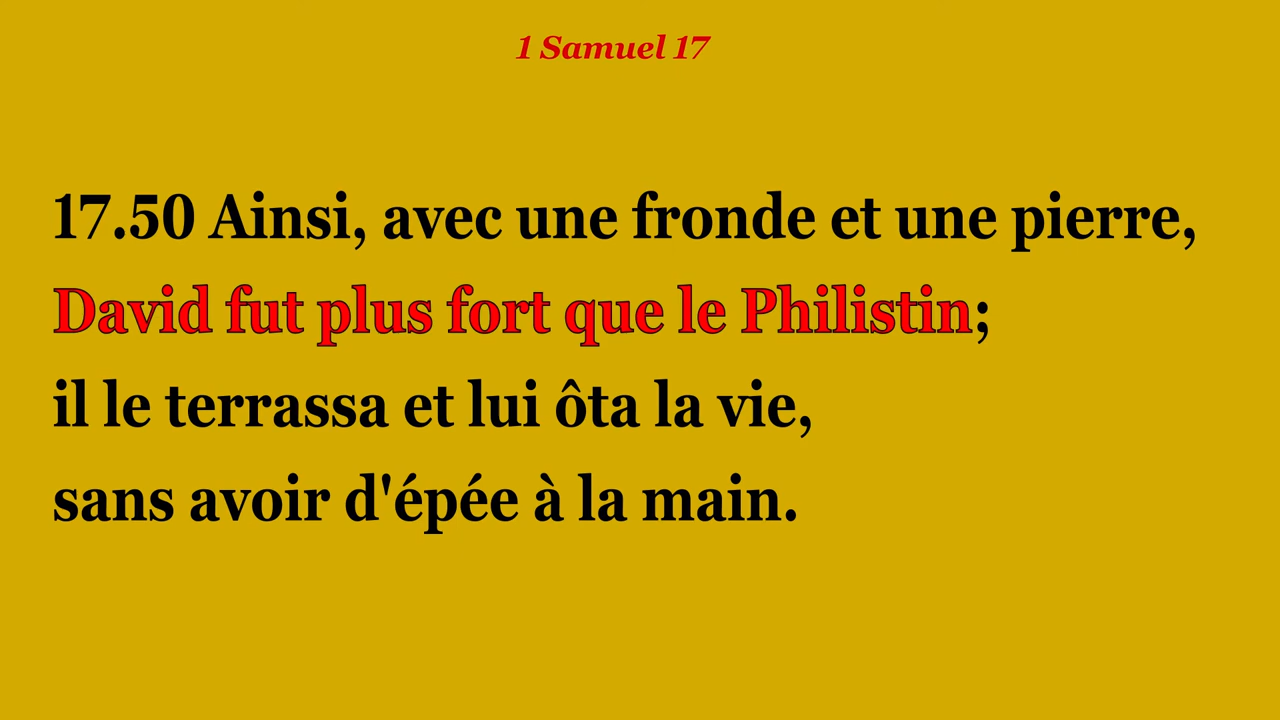 1 Samuel 17
17.50 Ainsi, avec une fronde et une pierre,
David fut plus fort que le Philistin;
il le terrassa et lui ôta la vie,
sans avoir d'épée à la main.